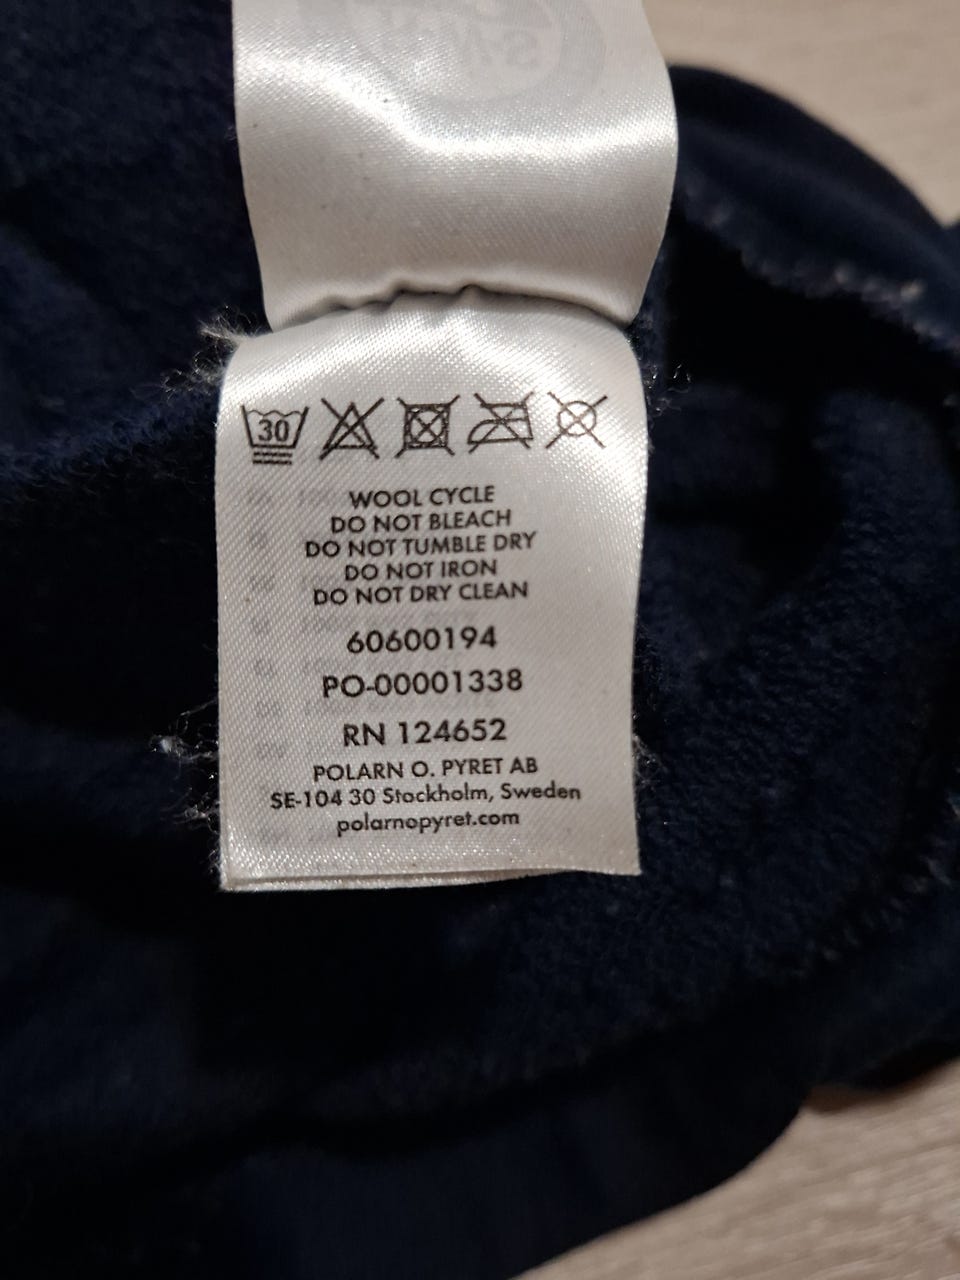 30
WOOL CYCLE
DO NOT BLEACH
DO NOT TUMBLE DRY
DO NOT IRON
DO NOT DRY CLEAN
60600194
PO-00001338
RN 124652
POLARN O. PYRET AB
SE-104 30 Stockholm, Sweden
polarnopyret.com